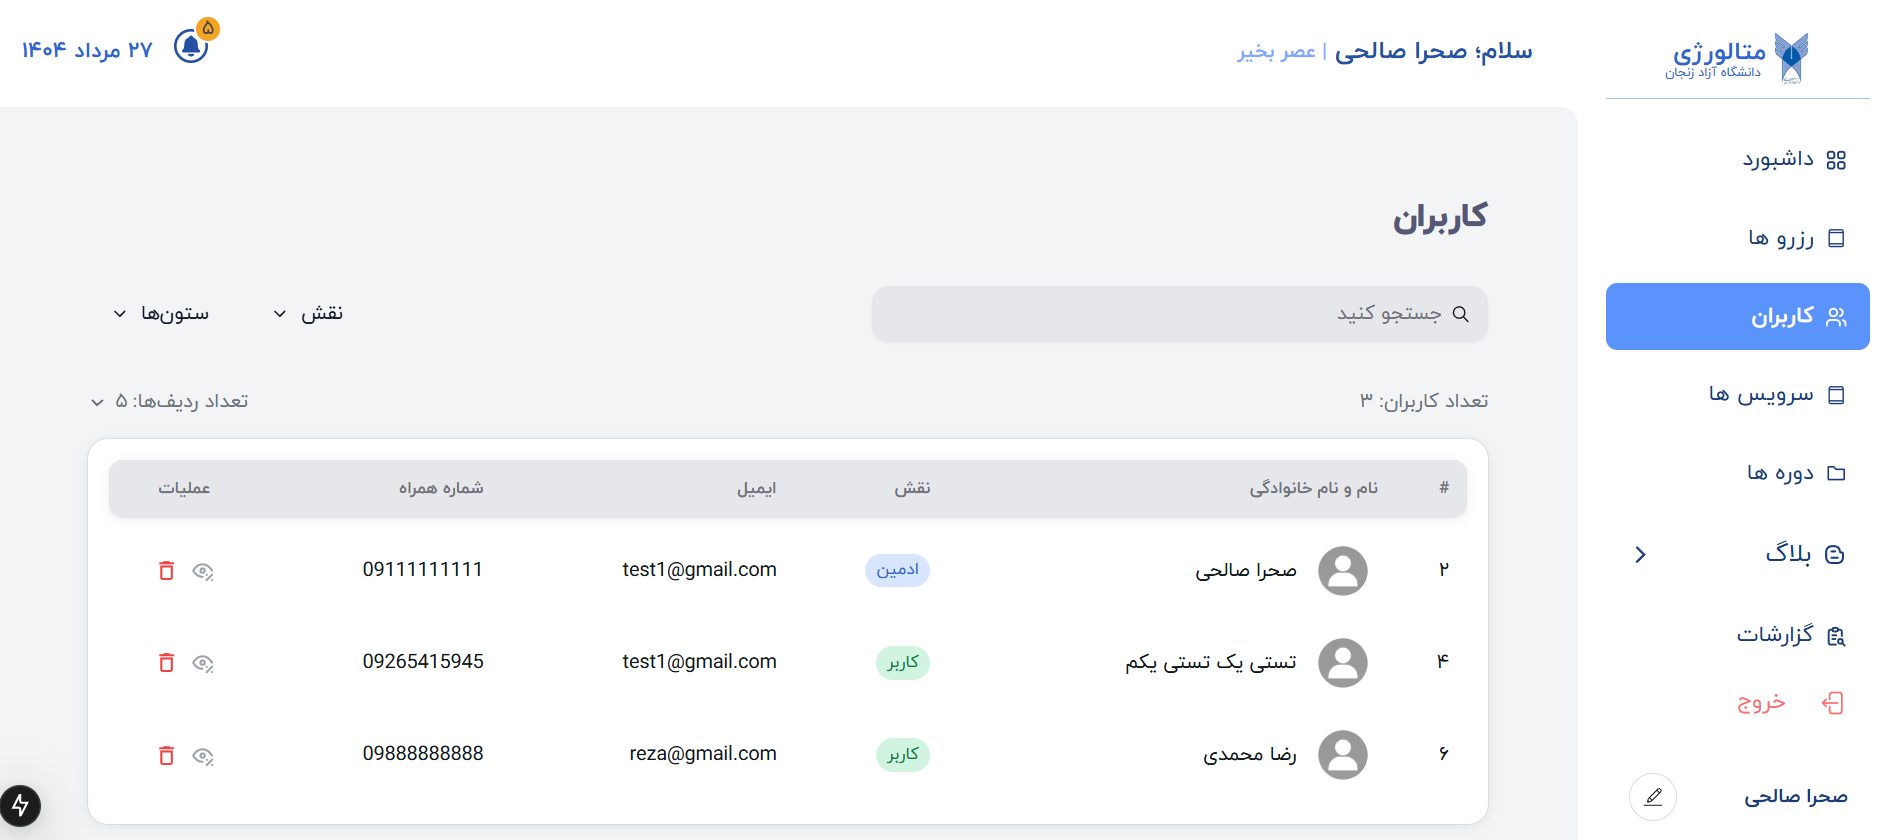 متالورژی
دانشگاه آزاد زنجان
سلام؛ صحرا صالحی | عصر بخیر
۵
۲۷ مرداد ۱۴۰۴
داشبورد
رزرو ها
کاربران
سرویس ها
دوره ها
بلاگ
گزارشات
خروج
صحرا صالحی
کاربران
جستجو کنید
نقش
ستون‌ها
تعداد کاربران: ۳
تعداد ردیف‌ها: ۵
# نام و نام خانوادگی نقش ایمیل شماره همراه عملیات
۲ صحرا صالحی ادمین test1@gmail.com 09111111111
۴ تستی یک تستی یکم کاربر test1@gmail.com 09265415945
۶ رضا محمدی کاربر reza@gmail.com 09888888888